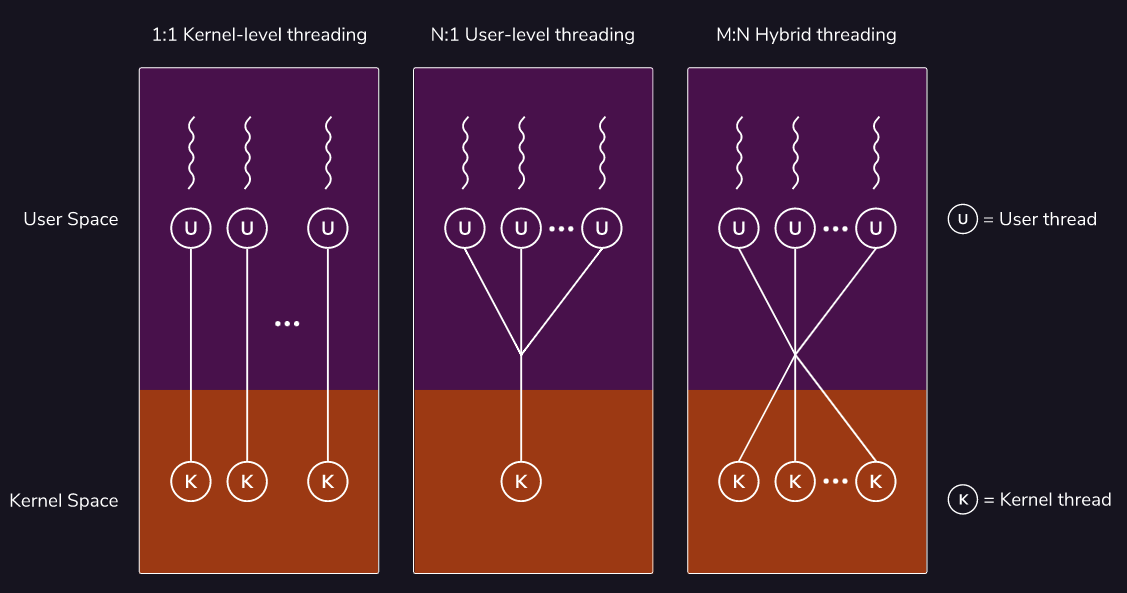 1:1 Kernel-level threading
N:1 User-level threading
M:N Hybrid threading
User Space
U U U
U U ••• U
U U ••• U
U = User thread
•••
Kernel Space
K K K
K
K K ••• K
K = Kernel thread